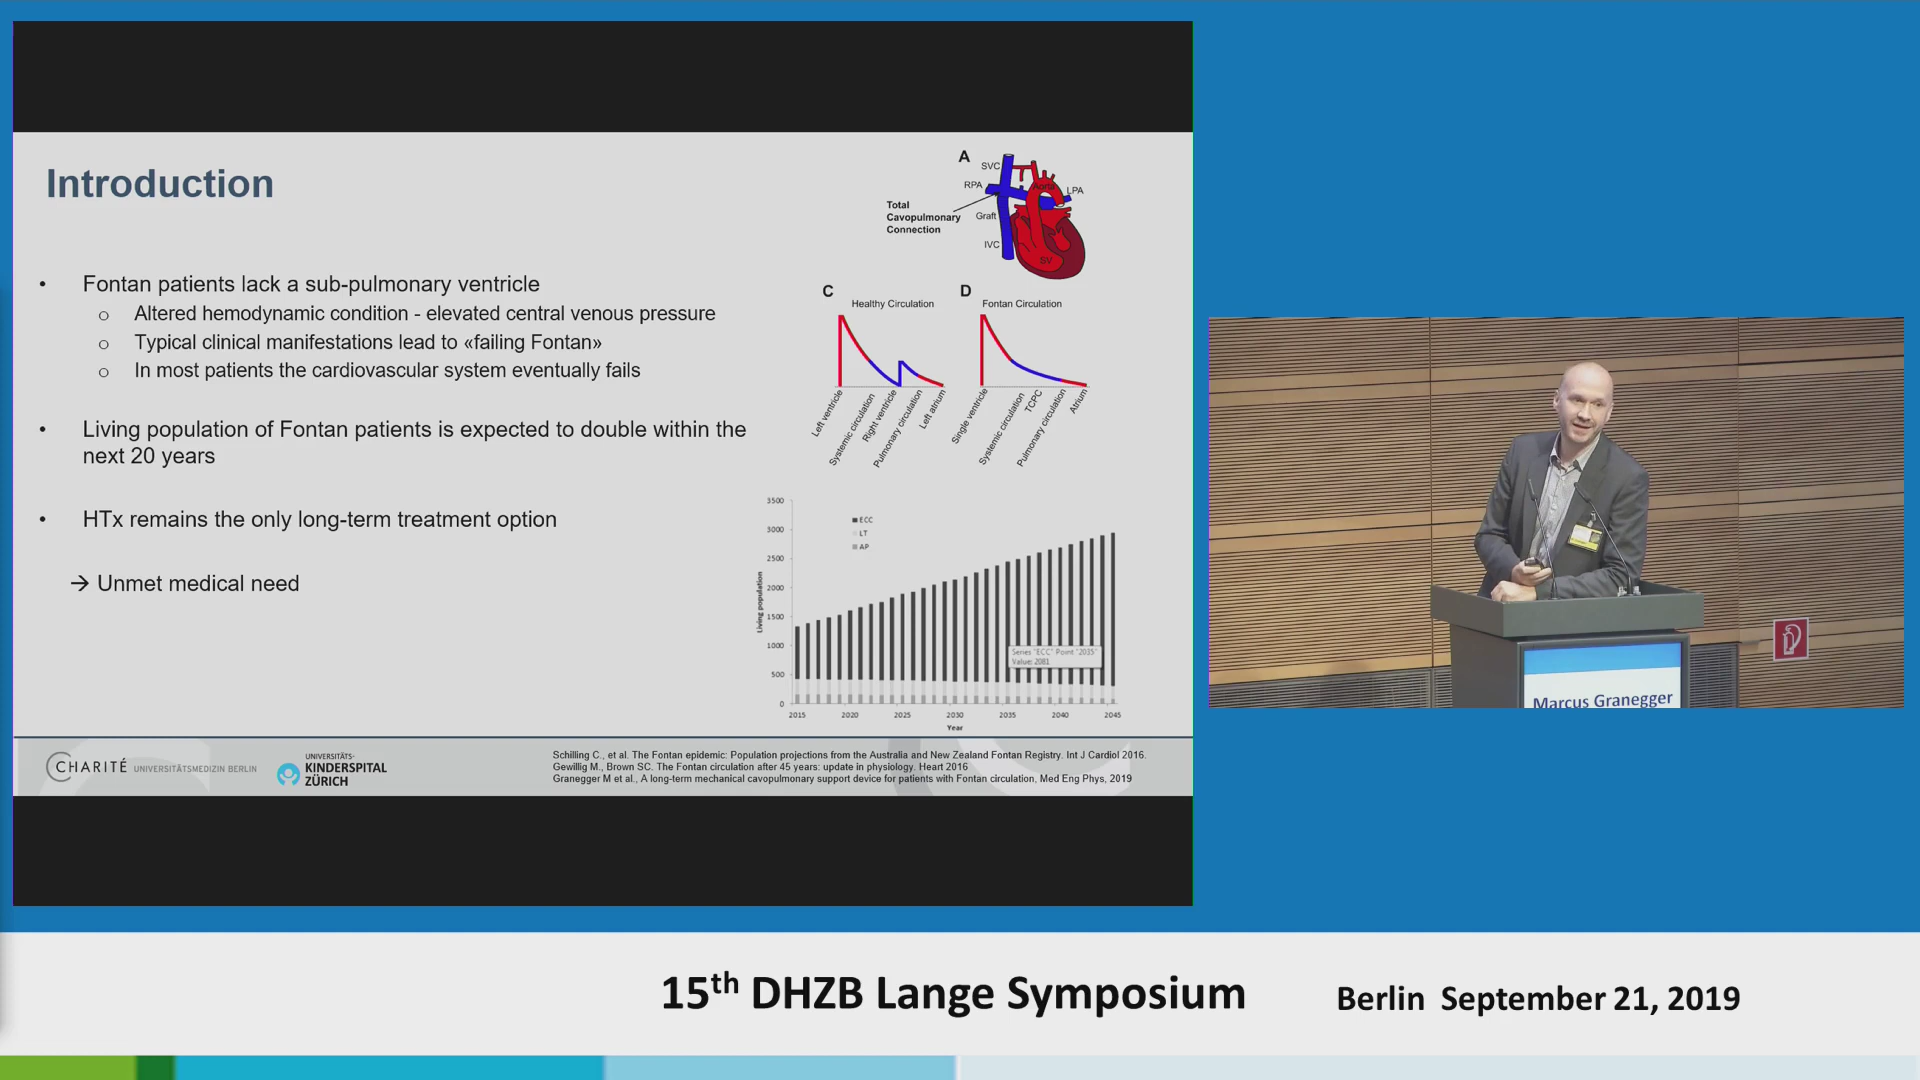 Introduction
• Fontan patients lack a sub-pulmonary ventricle
o Altered hemodynamic condition - elevated central venous pressure
o Typical clinical manifestations lead to «failing Fontan»
o In most patients the cardiovascular system eventually fails
• Living population of Fontan patients is expected to double within the
next 20 years
• HTx remains the only long-term treatment option
→ Unmet medical need
A
SVC
RPA
Aorta
LPA
Total
Cavopulmonary
Connection
Graft
IVC
SV
C
Healthy Circulation
Left ventricle
Systemic circulation
Right ventricle
Pulmonary circulation
Left atrium
D
Fontan Circulation
Single ventricle
Systemic circulation
TCPC
Pulmonary circulation
Atrium
Living population
3500
3000
2500
2000
1500
1000
500
0
ECC
LT
AP
Series "ECC" Point "2035"
Value: 2081
2015 2020 2025 2030 2035 2040 2045
Year
CHARITÉ UNIVERSITÄTSMEDIZIN BERLIN
UNIVERSITÄTS-
KINDERSPITAL
ZÜRICH
Schilling C., et al. The Fontan epidemic: Population projections from the Australia and New Zealand Fontan Registry. Int J Cardiol 2016.
Gewillig M., Brown SC. The Fontan circulation after 45 years: update in physiology. Heart 2016
Granegger M et al., A long-term mechanical cavopulmonary support device for patients with Fontan circulation, Med Eng Phys, 2019
Marcus Granegger
15th DHZB Lange Symposium
Berlin September 21, 2019